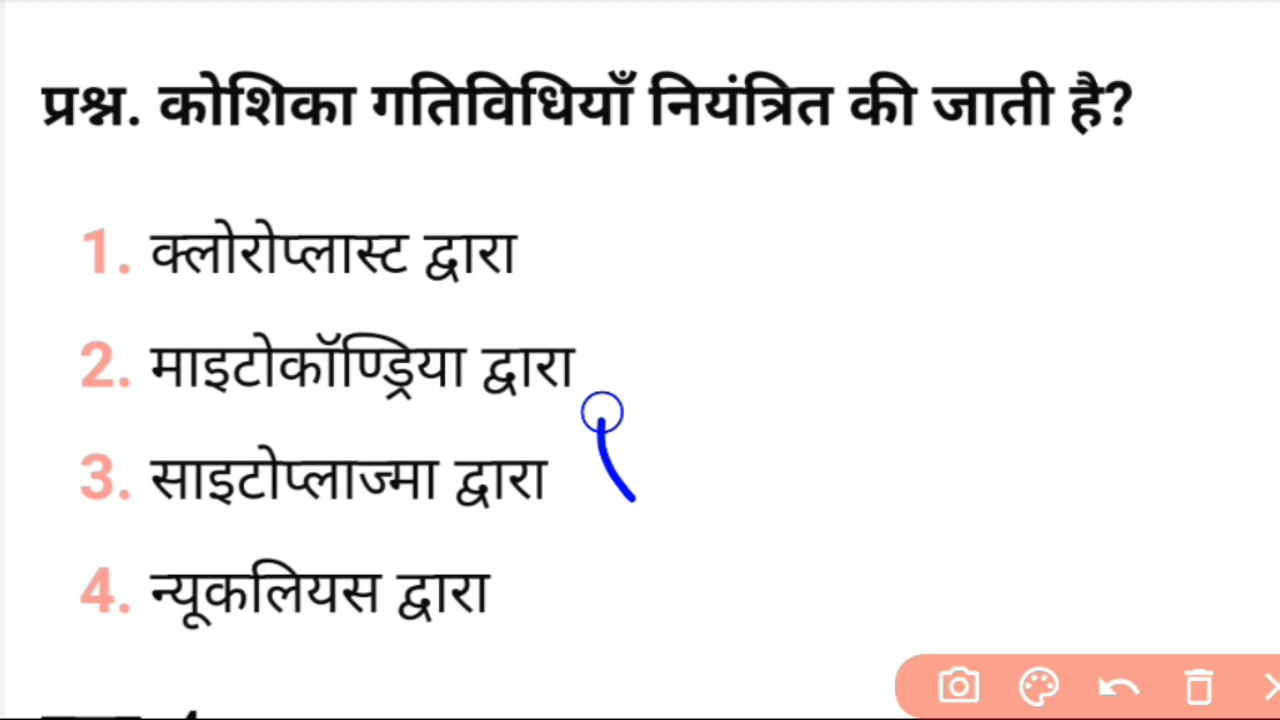 प्रश्न. कोशिका गतिविधियाँ नियंत्रित की जाती है?
1. क्लोरोप्लास्ट द्वारा
2. माइटोकॉण्ड्रिया द्वारा
3. साइटोप्लाज्मा द्वारा
4. न्यूकलियस द्वारा